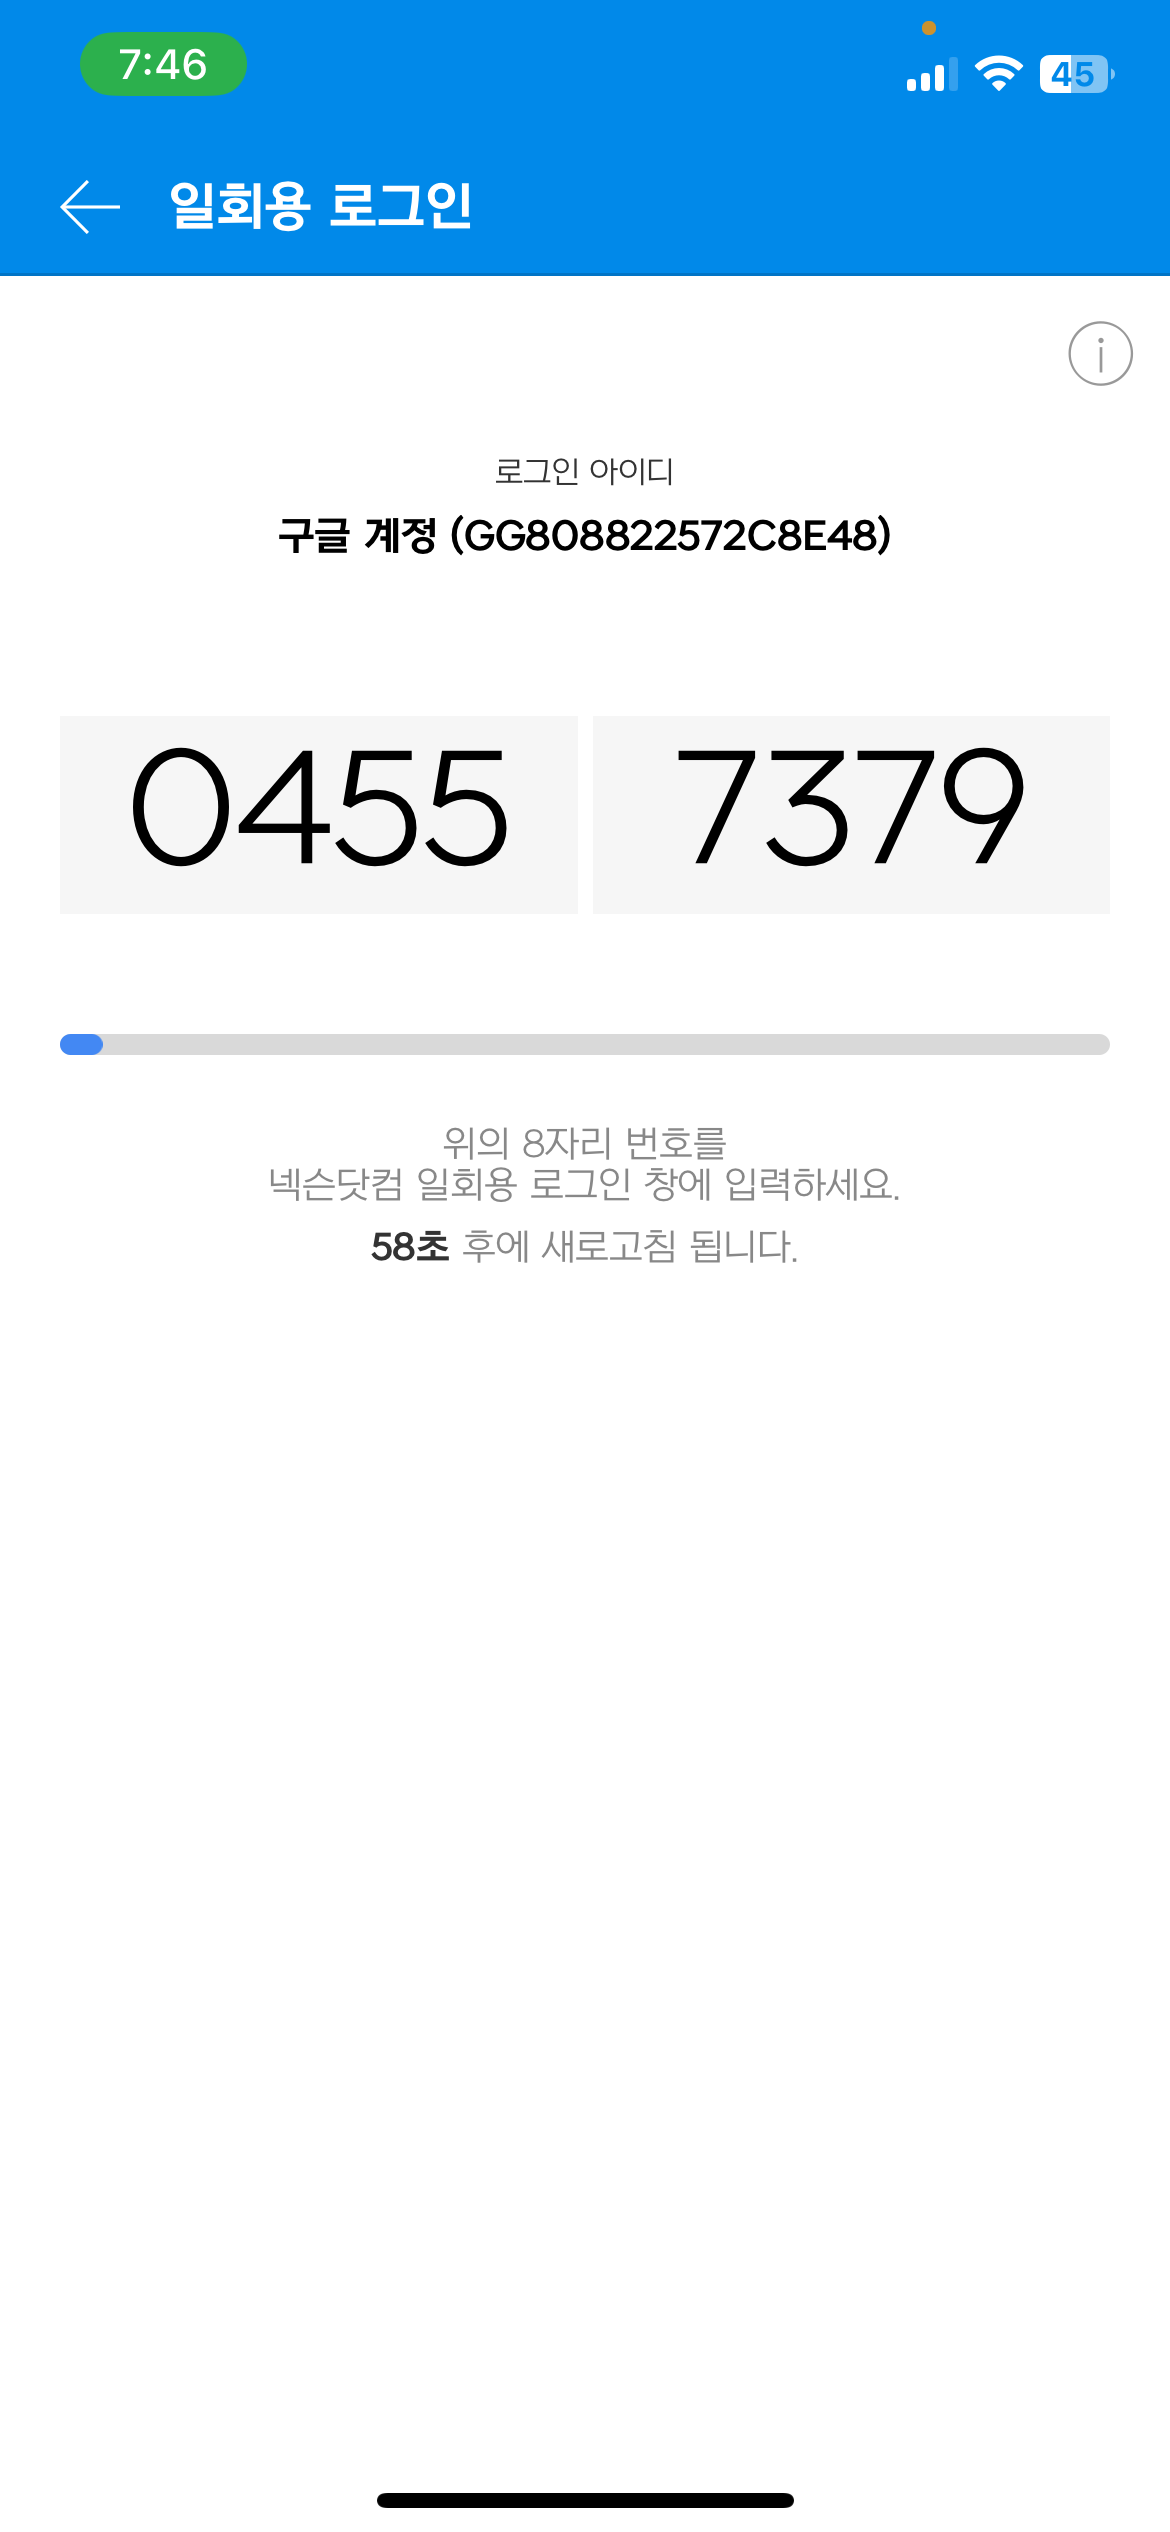 7:46
45
일회용 로그인
로그인 아이디
구글 계정 (GG808822572C8E48)
0455 7379
위의 8자리 번호를
넥슨닷컴 일회용 로그인 창에 입력하세요.
58초 후에 새로고침 됩니다.